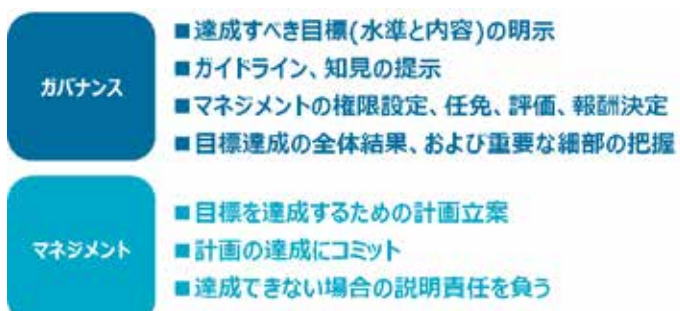 ガバナンス
■達成すべき目標(水準と内容)の明示
■ガイドライン、知見の提示
■マネジメントの権限設定、任免、評価、報酬決定
■目標達成の全体結果、および重要な細部の把握
マネジメント
■目標を達成するための計画立案
■計画の達成にコミット
■達成できない場合の説明責任を負う